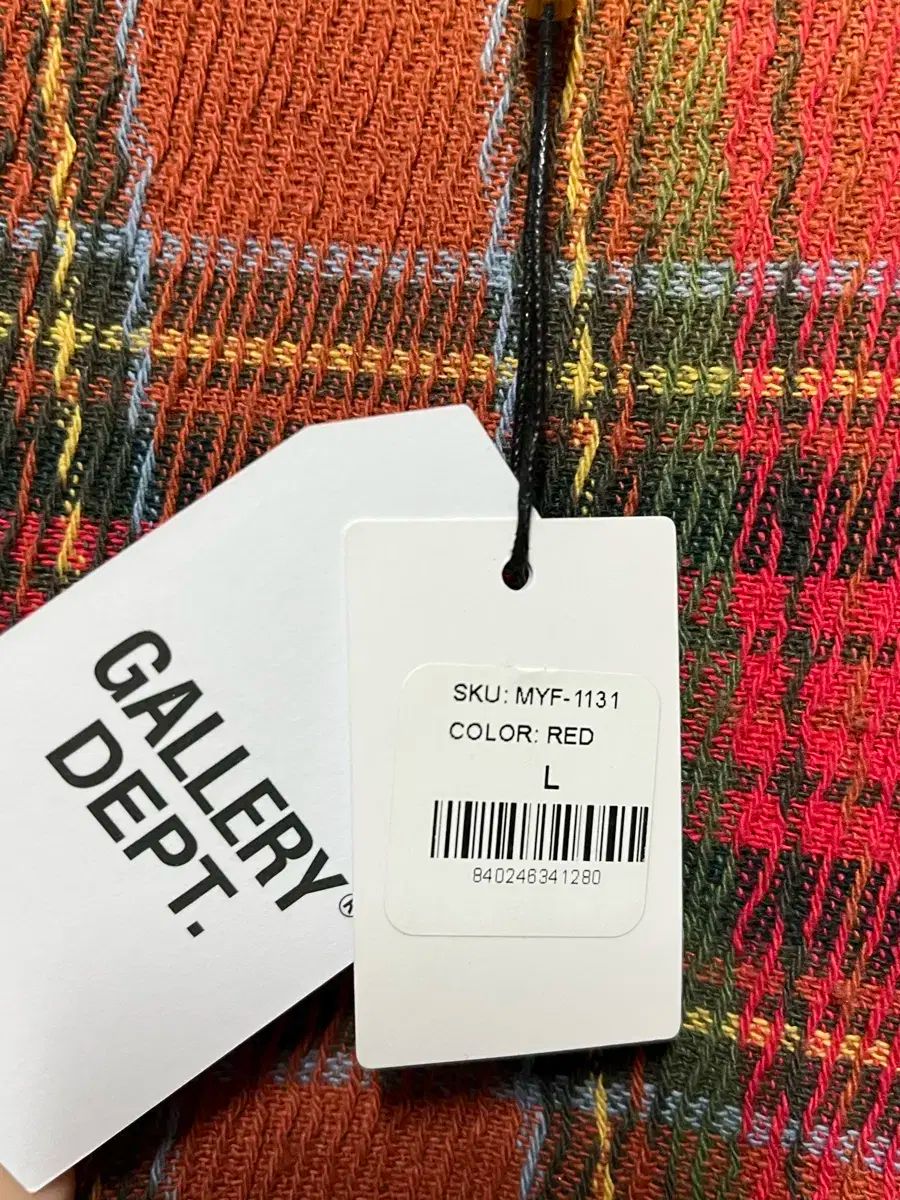 GALLERY
DEPT.
SKU: MYF-1131
COLOR: RED
L
840246341280